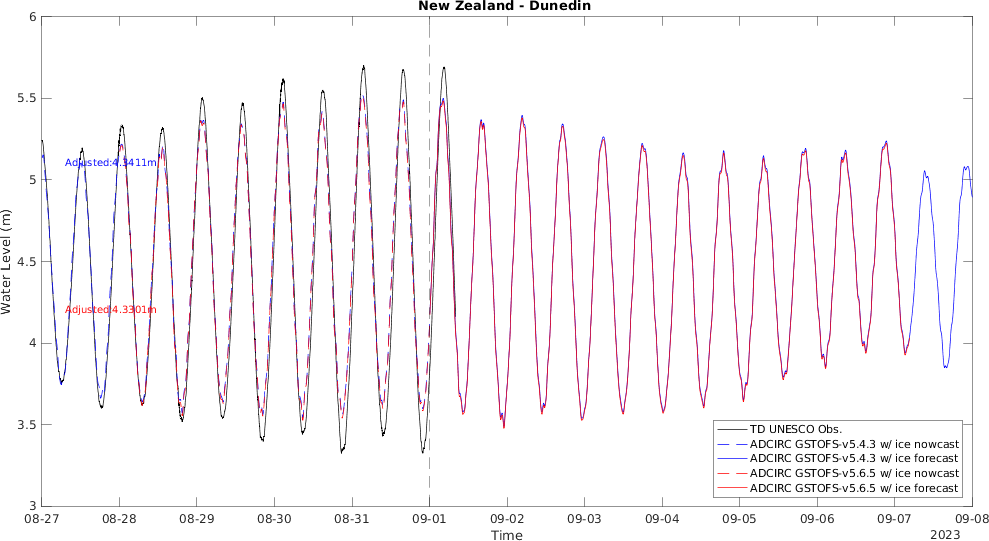 New Zealand - Dunedin
6
5.5
5
4.5
4
3.5
3
Water Level (m)
Adjusted:4.3411m
Adjusted:4.3301m
TD UNESCO Obs.
ADCIRC GSTOFS-v5.4.3 w/ ice nowcast
ADCIRC GSTOFS-v5.4.3 w/ ice forecast
ADCIRC GSTOFS-v5.6.5 w/ ice nowcast
ADCIRC GSTOFS-v5.6.5 w/ ice forecast
08-27 08-28 08-29 08-30 08-31 09-01 09-02 09-03 09-04 09-05 09-06 09-07 09-08
Time
2023